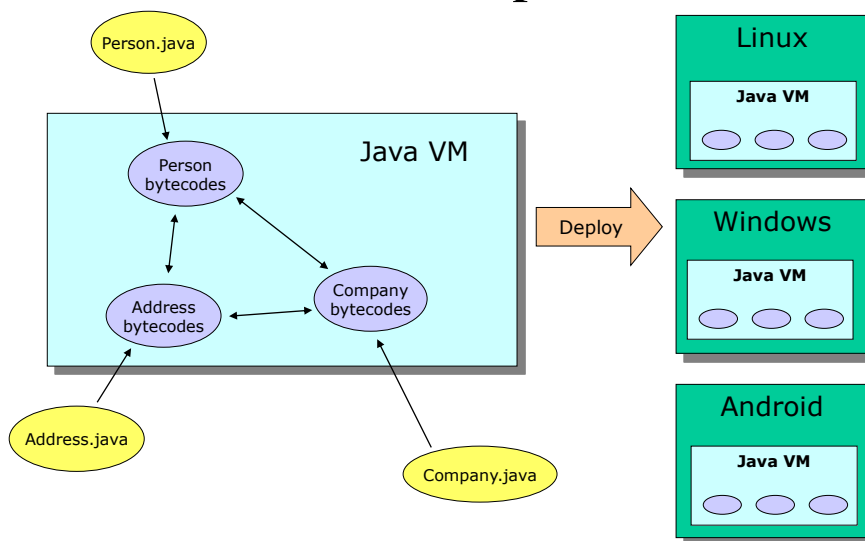 Person.java
Java VM
Person
bytecodes
Address
bytecodes
Company
bytecodes
Address.java
Company.java
Deploy
Linux
Java VM
Windows
Java VM
Android
Java VM